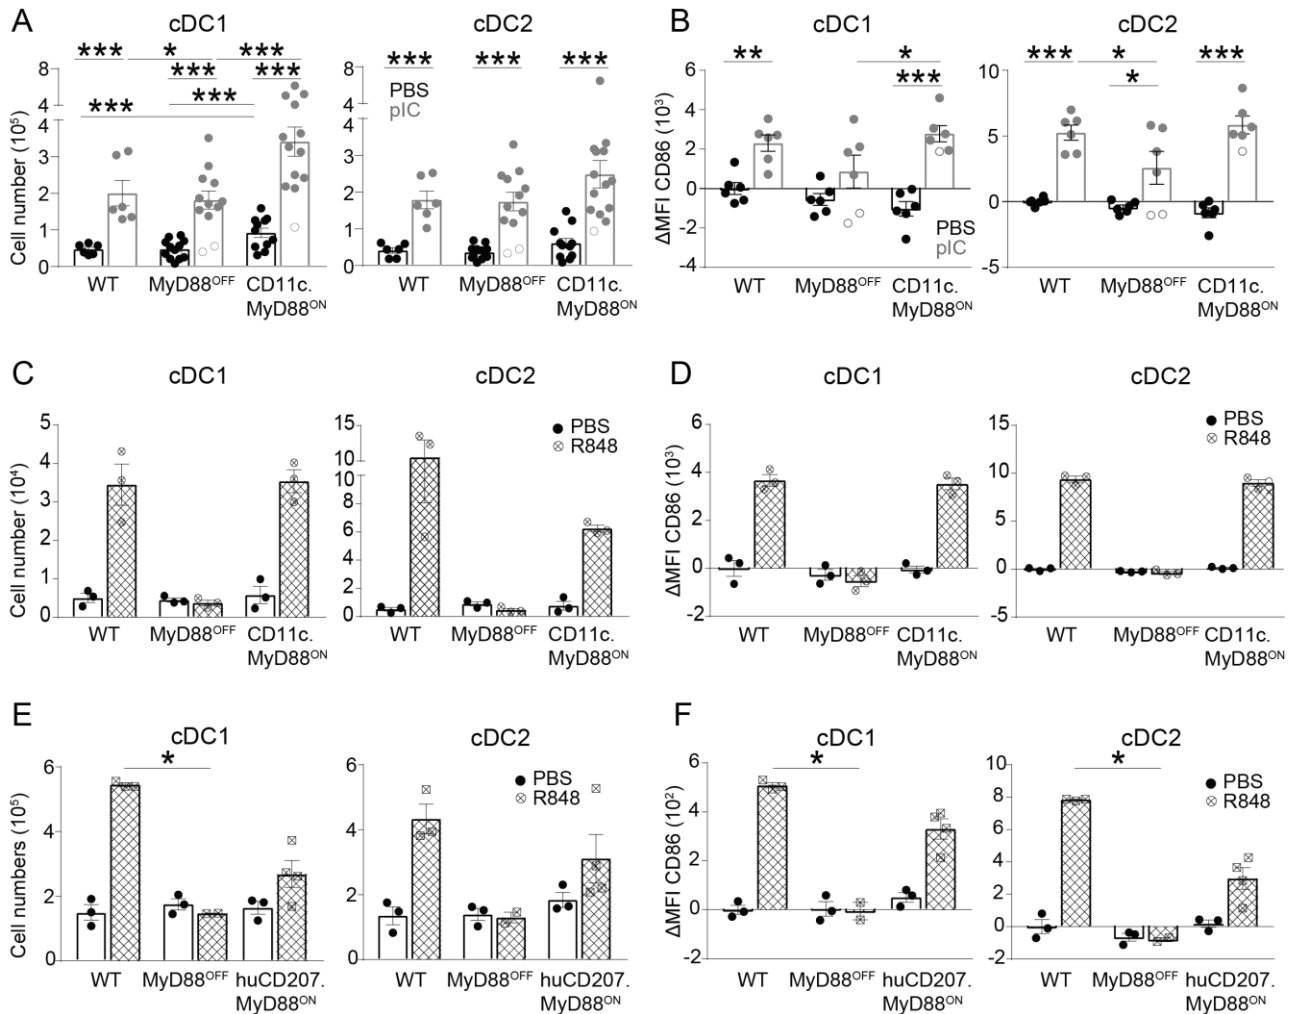 A
cDC1
cDC2
*** * ***
*** ***
*** ***
*** *** ***
Cell number (10⁵)
8
4
4
3
2
1
0
8
4
4
3
2
1
0
PBS
pIC
WT MyD88ᴼᶠᶠ CD11c.
MyD88ᴼᴺ
WT MyD88ᴼᶠᶠ CD11c.
MyD88ᴼᴺ
B
cDC1
cDC2
** *
***
*** * ***
*
ΔMFI CD86 (10³)
6
4
2
0
-2
-4
10
5
0
-5
PBS
pIC
WT MyD88ᴼᶠᶠ CD11c.
MyD88ᴼᴺ
WT MyD88ᴼᶠᶠ CD11c.
MyD88ᴼᴺ
C
cDC1
cDC2
Cell number (10⁴)
5
4
3
2
1
0
15
10
10
8
6
4
2
0
PBS
R848
WT MyD88ᴼᶠᶠ CD11c.
MyD88ᴼᴺ
WT MyD88ᴼᶠᶠ CD11c.
MyD88ᴼᴺ
D
cDC1
cDC2
ΔMFI CD86 (10³)
6
4
2
0
-2
15
10
5
0
-5
PBS
R848
WT MyD88ᴼᶠᶠ CD11c.
MyD88ᴼᴺ
WT MyD88ᴼᶠᶠ CD11c.
MyD88ᴼᴺ
E
cDC1
cDC2
*
Cell numbers (10⁵)
6
4
2
0
6
4
2
0
PBS
R848
WT MyD88ᴼᶠᶠ huCD207.
MyD88ᴼᴺ
WT MyD88ᴼᶠᶠ huCD207.
MyD88ᴼᴺ
F
cDC1
cDC2
*
*
ΔMFI CD86 (10²)
6
4
2
0
-2
10
8
6
4
2
0
-2
PBS
R848
WT MyD88ᴼᶠᶠ huCD207.
MyD88ᴼᴺ
WT MyD88ᴼᶠᶠ huCD207.
MyD88ᴼᴺ